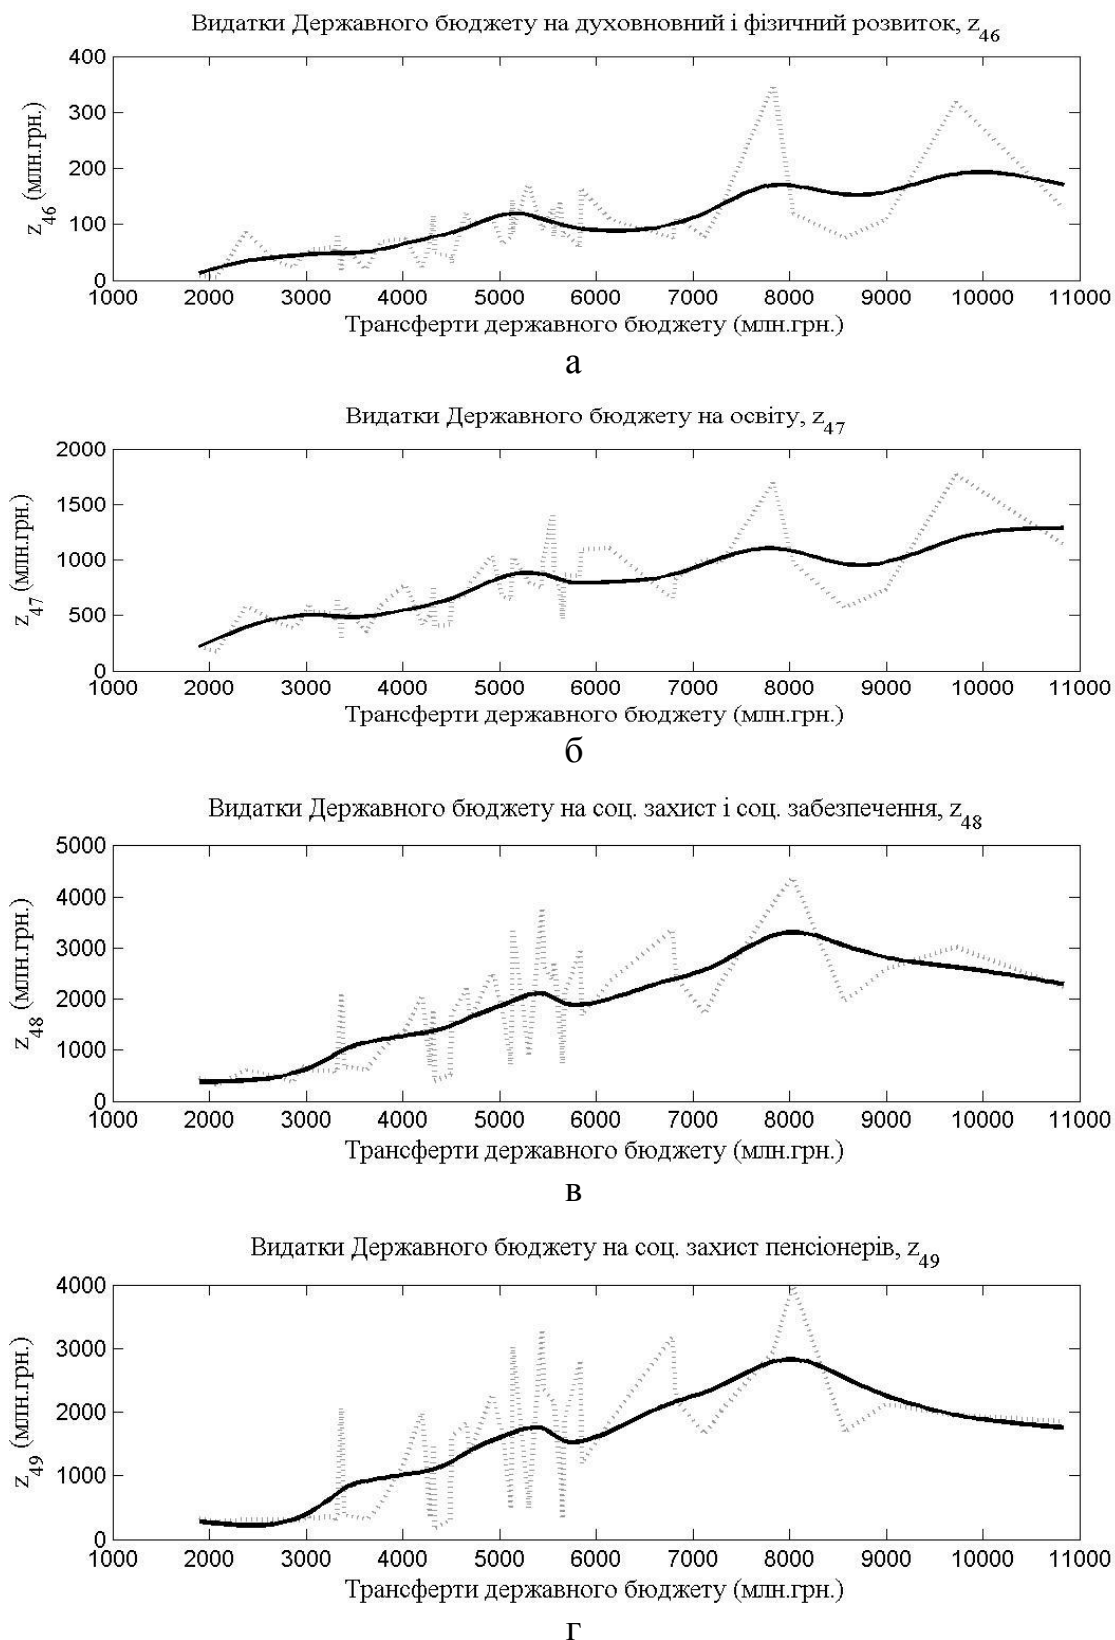 Видатки Державного бюджету на духовновний і фізичний розвиток, z46
400
300
200
100
0
z46 (млн.грн.)
1000 2000 3000 4000 5000 6000 7000 8000 9000 10000 11000
Трансферти державного бюджету (млн.грн.)
а
Видатки Державного бюджету на освіту, z47
2000
1500
1000
500
0
z47 (млн.грн.)
1000 2000 3000 4000 5000 6000 7000 8000 9000 10000 11000
Трансферти державного бюджету (млн.грн.)
б
Видатки Державного бюджету на соц. захист і соц. забезпечення, z48
5000
4000
3000
2000
1000
0
z48 (млн.грн.)
1000 2000 3000 4000 5000 6000 7000 8000 9000 10000 11000
Трансферти державного бюджету (млн.грн.)
в
Видатки Державного бюджету на соц. захист пенсіонерів, z49
4000
3000
2000
1000
0
z49 (млн.грн.)
1000 2000 3000 4000 5000 6000 7000 8000 9000 10000 11000
Трансферти державного бюджету (млн.грн.)
г